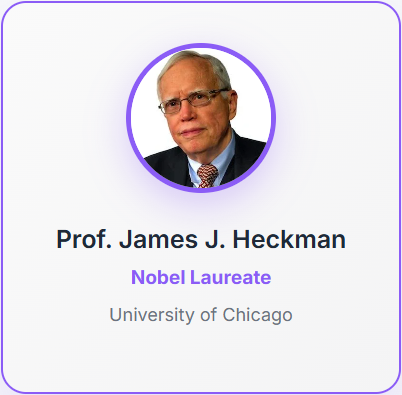 Prof. James J. Heckman
Nobel Laureate
University of Chicago